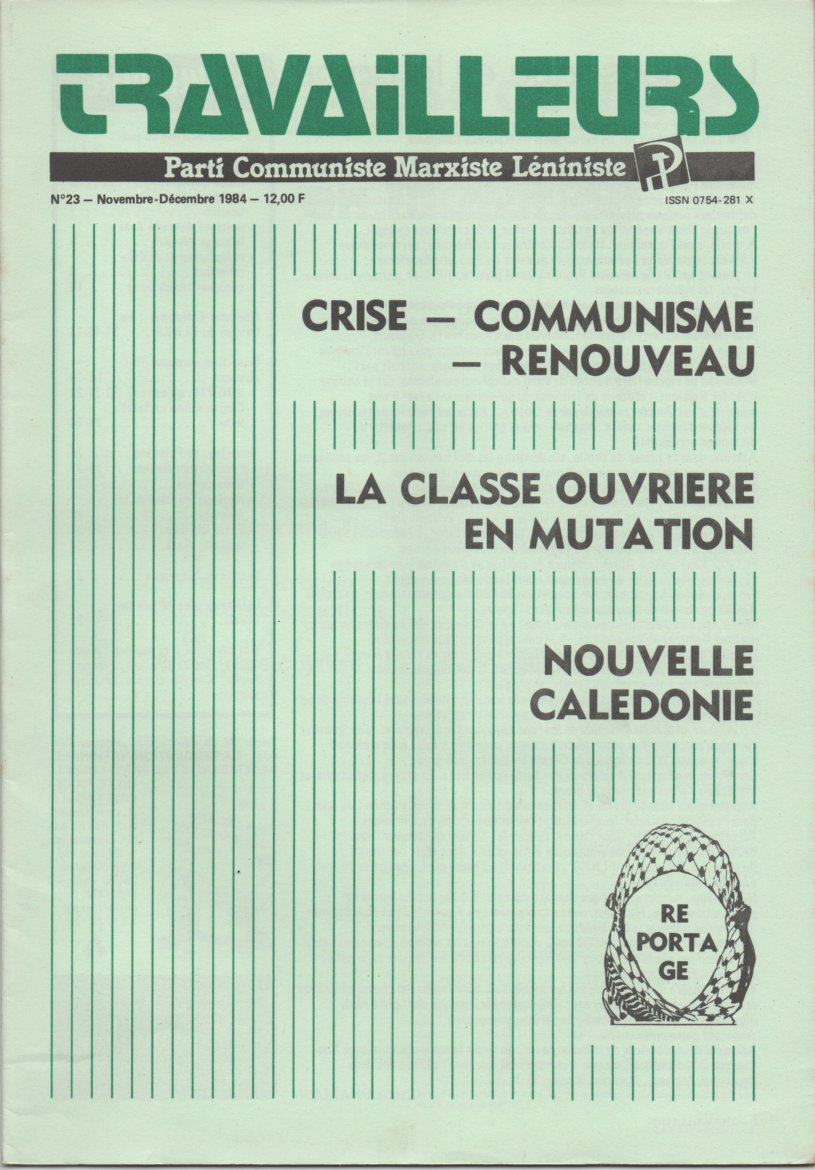 TRAVAiLLEURS
Parti Communiste Marxiste Léniniste
N°23 – Novembre-Décembre 1984 – 12,00 F
ISSN 0754-281 X
CRISE – COMMUNISME
– RENOUVEAU
LA CLASSE OUVRIERE
EN MUTATION
NOUVELLE
CALEDONIE
RE
PORTA
GE